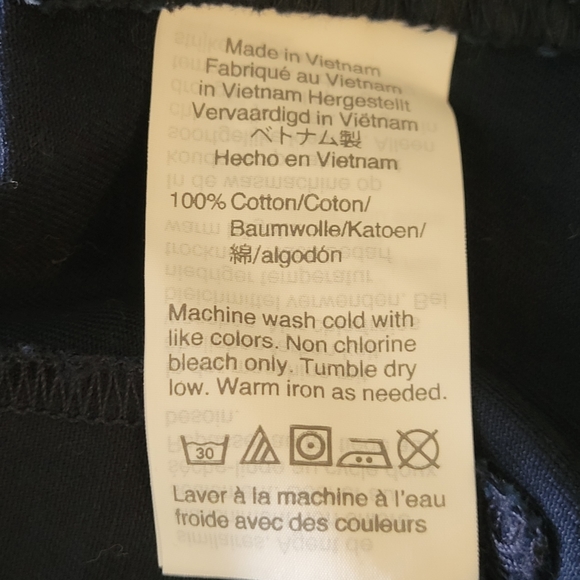 Made in Vietnam
Fabriqué au Vietnam
in Vietnam Hergestellt
Vervaardigd in Viëtnam
ベトナム製
Hecho en Vietnam
100% Cotton/Coton/
Baumwolle/Katoen/
綿/algodón
Machine wash cold with
like colors. Non chlorine
bleach only. Tumble dry
low. Warm iron as needed.
30
Laver à la machine à l'eau
froide avec des couleurs